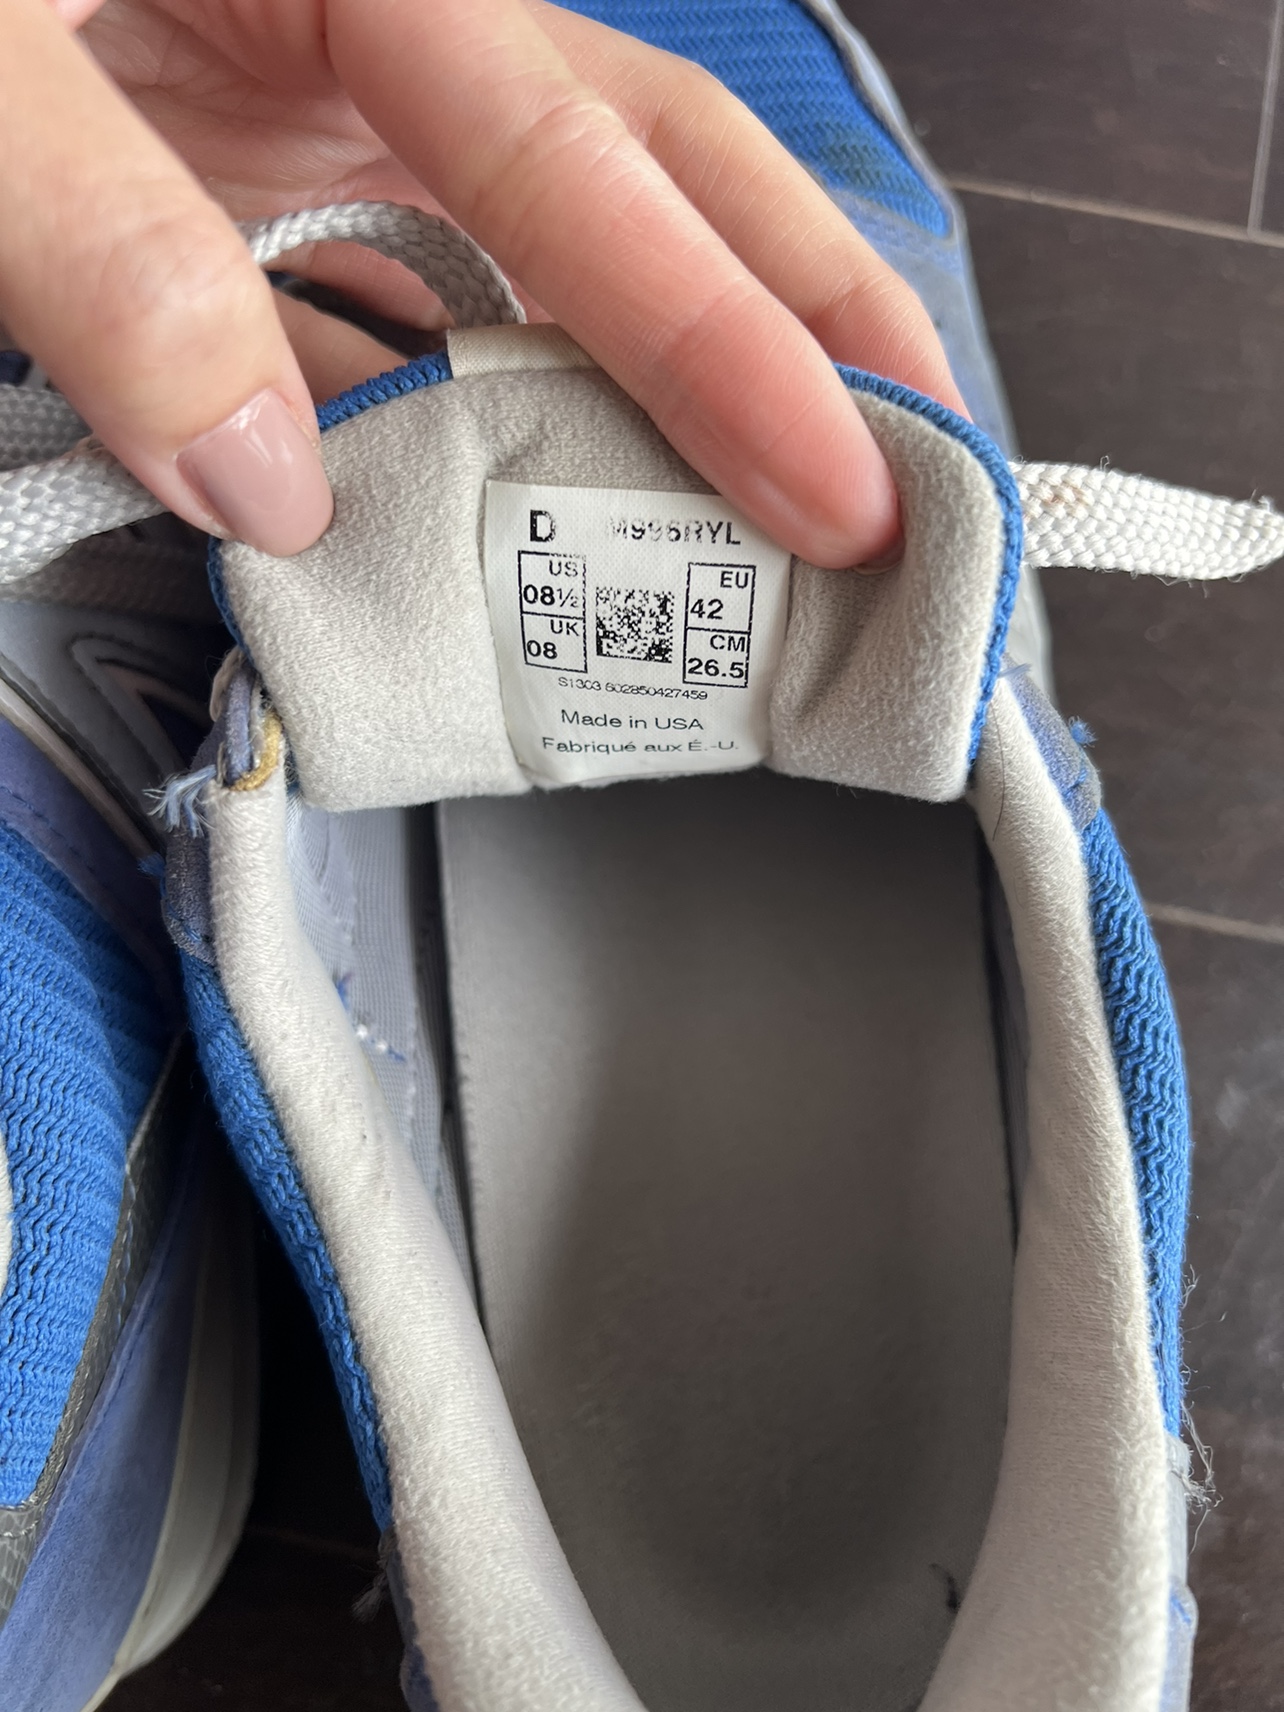 D M996RYL
US
08½
UK
08
EU
42
CM
26.5
S1303 602850427459
Made in USA
Fabriqué aux É.-U.